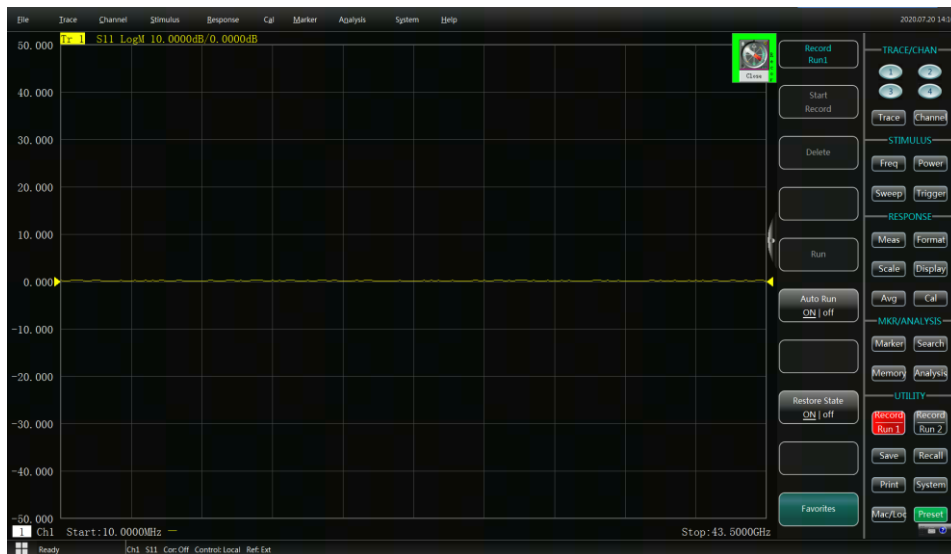 File Trace Channel Stimulus Response Cal Marker Analysis System Help
Tr 1 S11 LogM 10.0000dB/0.0000dB
50.000
40.000
30.000
20.000
10.000
0.000
-10.000
-20.000
-30.000
-40.000
-50.000
1 Ch1 Start:10.0000MHz
Stop:43.5000GHz
Ready Ch1 S11 Cor:Off Control:Local Ref:Ext
Close
Record
Run1
Start
Record
Delete
Run
Auto Run
ON | off
Restore State
ON | off
Favorites
2020.07.20
TRACE/CHAN
1 2
3 4
Trace Channel
STIMULUS
Freq Power
Sweep Trigger
RESPONSE
Meas Format
Scale Display
Avg Cal
MKR/ANALYSIS
Marker Search
Memory Analysis
UTILITY
Record Record
Run 1 Run 2
Save Recall
Print System
Mac/Loc Preset